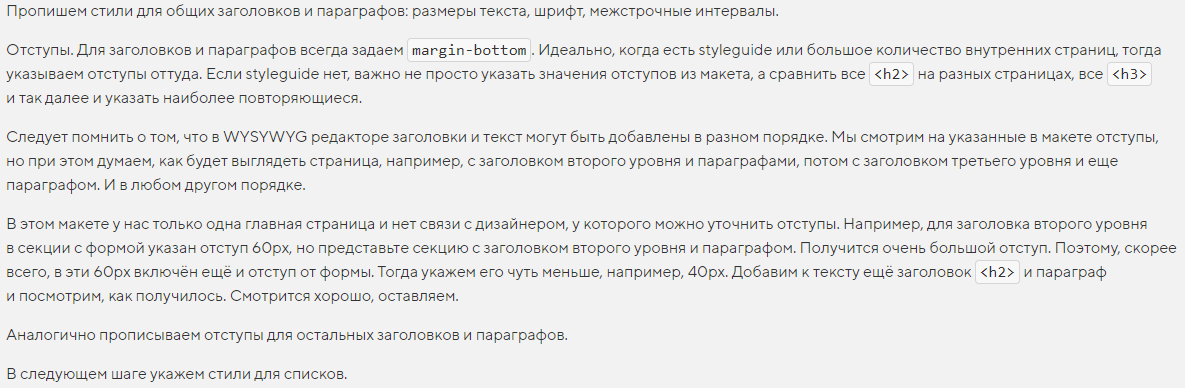 Пропишем стили для общих заголовков и параграфов: размеры текста, шрифт, межстрочные интервалы.
Отступы. Для заголовков и параграфов всегда задаем margin-bottom. Идеально, когда есть styleguide или большое количество внутренних страниц, тогда
указываем отступы оттуда. Если styleguide нет, важно не просто указать значения отступов из макета, а сравнить все <h2> на разных страницах, все <h3>
и так далее и указать наиболее повторяющиеся.
Следует помнить о том, что в WYSYWYG редакторе заголовки и текст могут быть добавлены в разном порядке. Мы смотрим на указанные в макете отступы,
но при этом думаем, как будет выглядеть страница, например, с заголовком второго уровня и параграфами, потом с заголовком третьего уровня и еще
параграфом. И в любом другом порядке.
В этом макете у нас только одна главная страница и нет связи с дизайнером, у которого можно уточнить отступы. Например, для заголовка второго уровня
в секции с формой указан отступ 60px, но представьте секцию с заголовком второго уровня и параграфом. Получится очень большой отступ. Поэтому, скорее
всего, в эти 60px включён ещё и отступ от формы. Тогда укажем его чуть меньше, например, 40px. Добавим к тексту ещё заголовок <h2> и параграф
и посмотрим, как получилось. Смотрится хорошо, оставляем.
Аналогично прописываем отступы для остальных заголовков и параграфов.
В следующем шаге укажем стили для списков.